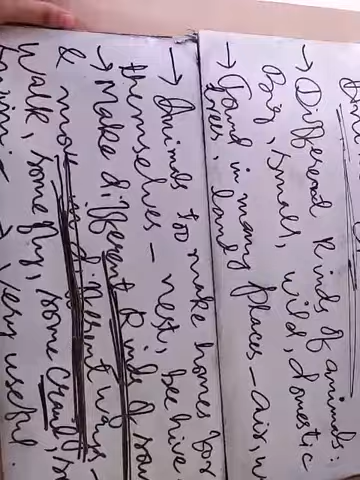 → Different kinds of animals:
Big, small, wild, domestic
→ Found in many places – air, w
trees, land
→ Animals too make homes for
themselves – nest, bee hive
→ Make different kinds of soun
& move in different ways –
Walk, some fly, some crawl, s
→ very useful.